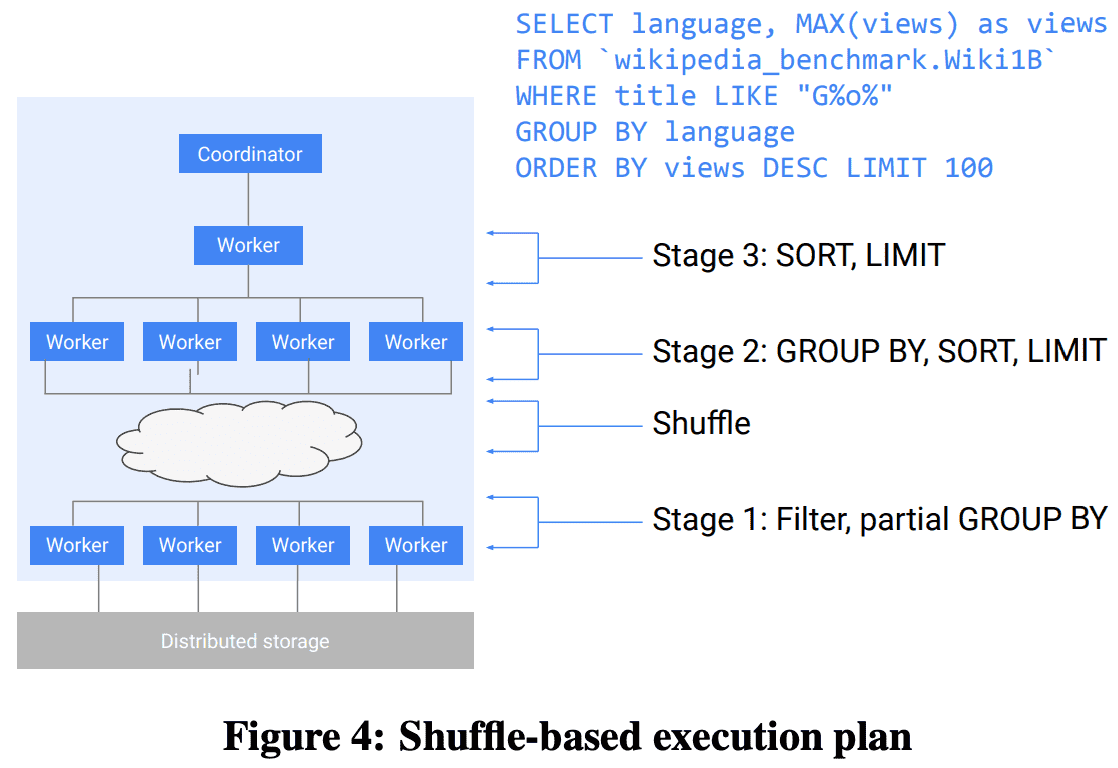 SELECT language, MAX(views) as views
FROM `wikipedia_benchmark.Wiki1B`
WHERE title LIKE "G%o%"
GROUP BY language
ORDER BY views DESC LIMIT 100
Coordinator
Worker
Stage 3: SORT, LIMIT
Worker Worker Worker Worker
Stage 2: GROUP BY, SORT, LIMIT
Shuffle
Stage 1: Filter, partial GROUP BY
Worker Worker Worker Worker
Distributed storage
Figure 4: Shuffle-based execution plan